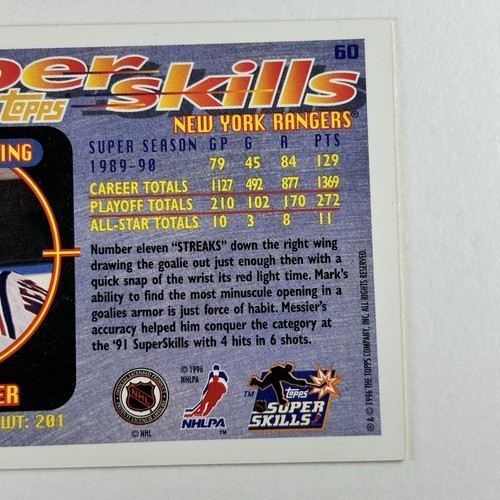 60
per skills
Topps
NEW YORK RANGERS®
ING
SUPER SEASON GP G A PTS
1989-90 79 45 84 129
CAREER TOTALS 1127 492 877 1369
PLAYOFF TOTALS 210 102 170 272
ALL-STAR TOTALS 10 3 8 11
Number eleven "STREAKS" down the right wing
drawing the goalie out just enough then with a
quick snap of the wrist its red light time. Mark's
ability to find the most minuscule opening in a
goalies armor is just force of habit. Messier's
accuracy helped him conquer the category
at the '91 SuperSkills with 4 hits in 6 shots.
ER
WT: 201
NHL
© NHL
© 1996
NHLPA
NHLPA
™
Topps
SUPER
SKILLS
™
® & © 1996 THE TOPPS COMPANY, INC. ALL RIGHTS RESERVED.